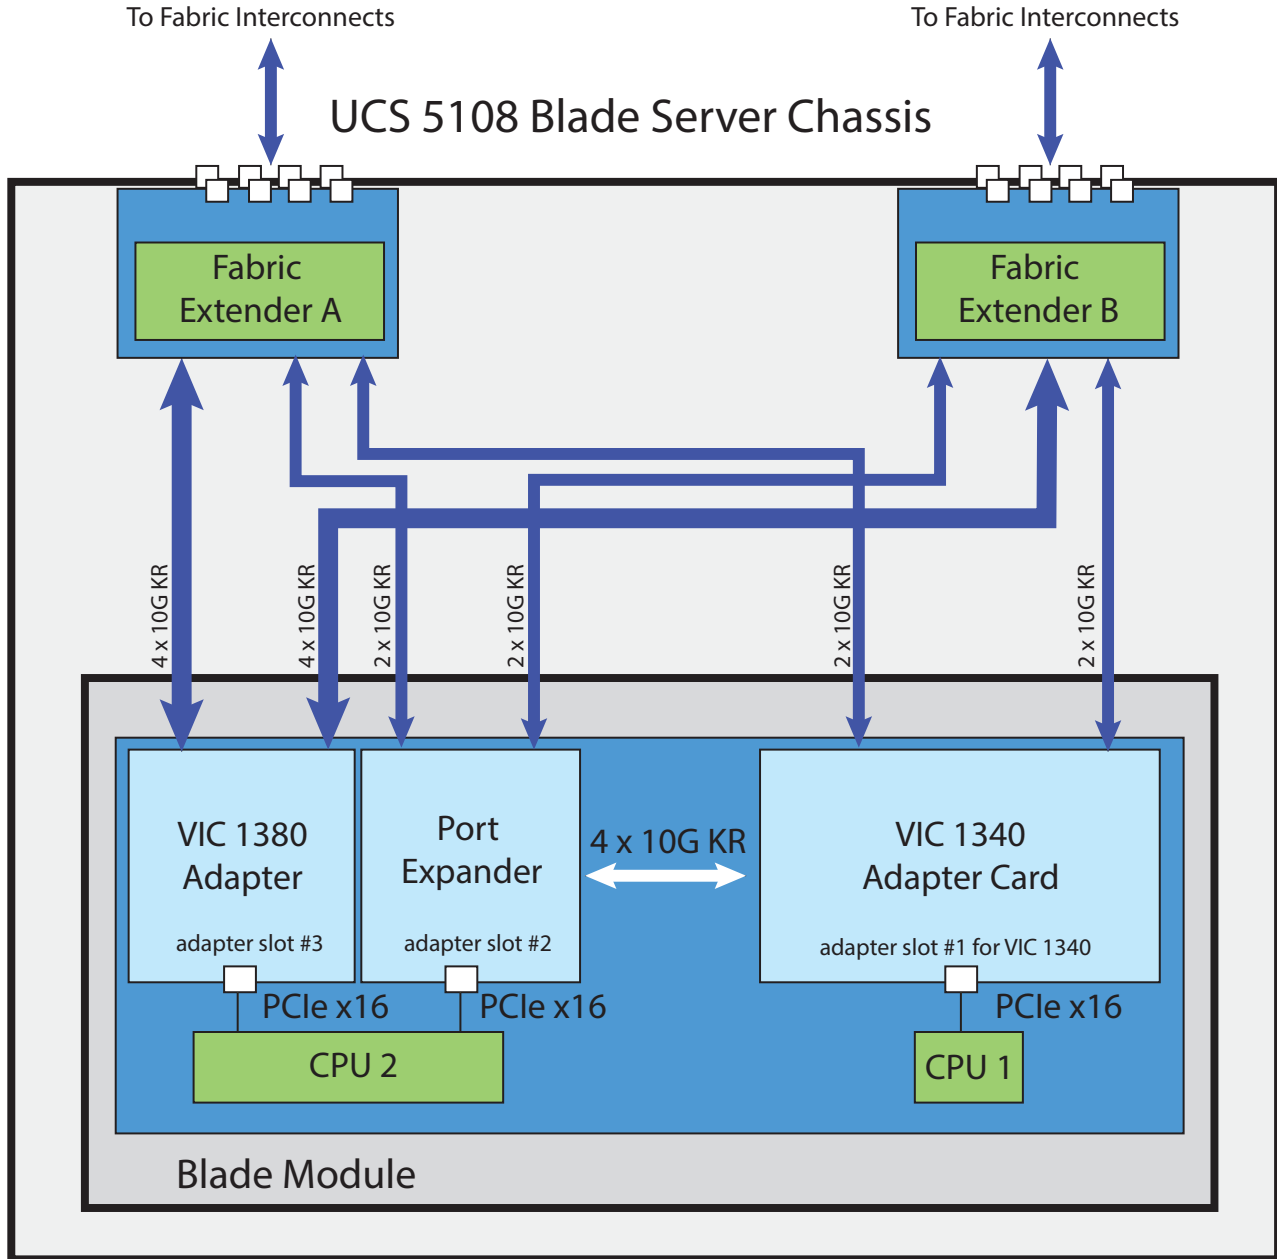 To Fabric Interconnects
To Fabric Interconnects
UCS 5108 Blade Server Chassis
Fabric
Extender A
Fabric
Extender B
4 x 10G KR
4 x 10G KR
2 x 10G KR
2 x 10G KR
2 x 10G KR
2 x 10G KR
VIC 1380
Adapter
adapter slot #3
Port
Expander
adapter slot #2
4 x 10G KR
VIC 1340
Adapter Card
adapter slot #1 for VIC 1340
PCIe x16
PCIe x16
PCIe x16
CPU 2
CPU 1
Blade Module